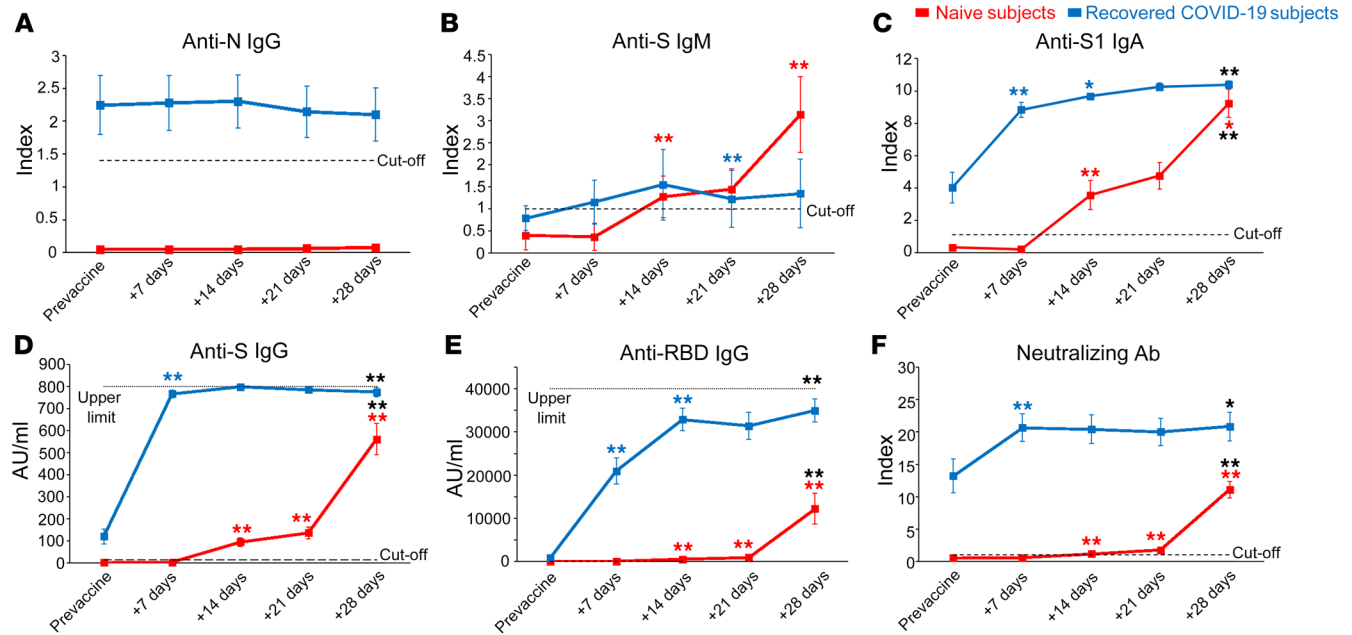 Naive subjects Recovered COVID-19 subjects
A
Anti-N IgG
Index
3
2.5
2
1.5
1
0.5
0
Cut-off
Prevaccine
+7 days
+14 days
+21 days
+28 days
B
Anti-S IgM
Index
4.5
4
3.5
3
2.5
2
1.5
1
0.5
0
**
**
**
Cut-off
Prevaccine
+7 days
+14 days
+21 days
+28 days
C
Anti-S1 IgA
Index
12
10
8
6
4
2
0
**
*
**
**
*
**
Cut-off
Prevaccine
+7 days
+14 days
+21 days
+28 days
D
Anti-S IgG
AU/ml
900
800
700
600
500
400
300
200
100
0
Upper
limit
**
**
**
**
**
**
Cut-off
Prevaccine
+7 days
+14 days
+21 days
+28 days
E
Anti-RBD IgG
AU/ml
40000
30000
20000
10000
0
Upper
limit
**
**
**
**
**
**
**
Prevaccine
+7 days
+14 days
+21 days
+28 days
F
Neutralizing Ab
Index
30
25
20
15
10
5
0
**
*
**
**
**
**
Cut-off
Prevaccine
+7 days
+14 days
+21 days
+28 days